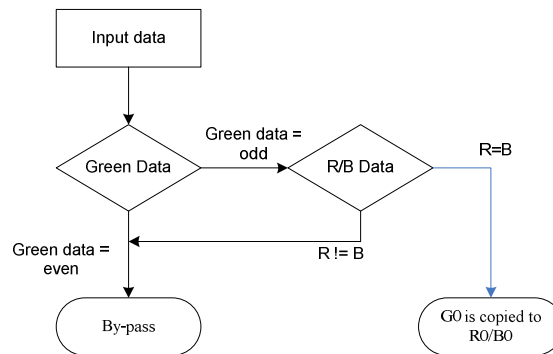 Input data
Green Data
Green data =
odd
R/B Data
R=B
Green data =
even
R != B
By-pass
G0 is copied to
R0/B0